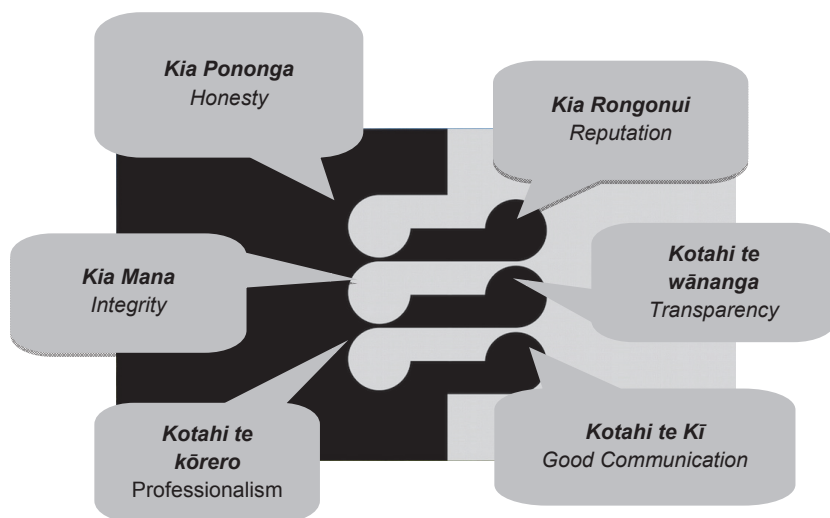 Kia Pononga
Honesty
Kia Rongonui
Reputation
Kia Mana
Integrity
Kotahi te
wānanga
Transparency
Kotahi te
kōrero
Professionalism
Kotahi te Kī
Good Communication